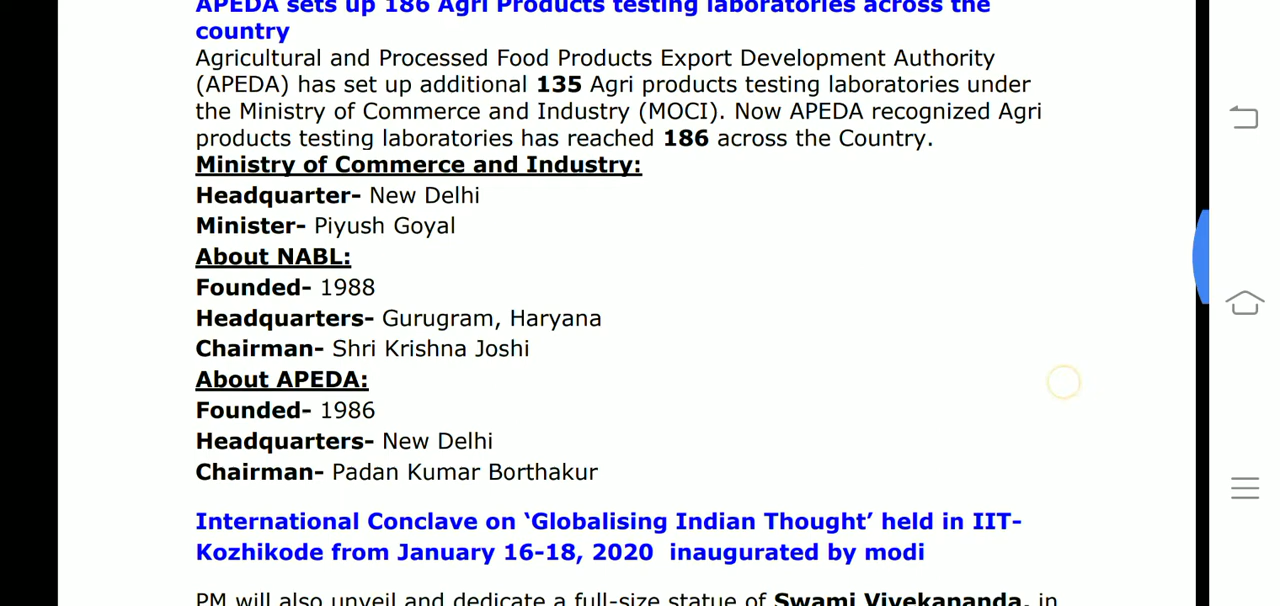 APEDA sets up 186 Agri Products testing laboratories across the
country
Agricultural and Processed Food Products Export Development Authority
(APEDA) has set up additional 135 Agri products testing laboratories under
the Ministry of Commerce and Industry (MOCI). Now APEDA recognized Agri
products testing laboratories has reached 186 across the Country.
Ministry of Commerce and Industry:
Headquarter- New Delhi
Minister- Piyush Goyal
About NABL:
Founded- 1988
Headquarters- Gurugram, Haryana
Chairman- Shri Krishna Joshi
About APEDA:
Founded- 1986
Headquarters- New Delhi
Chairman- Padan Kumar Borthakur
International Conclave on ‘Globalising Indian Thought’ held in IIT-
Kozhikode from January 16-18, 2020 inaugurated by modi
PM will also unveil and dedicate a full-size statue of Swami Vivekananda, in